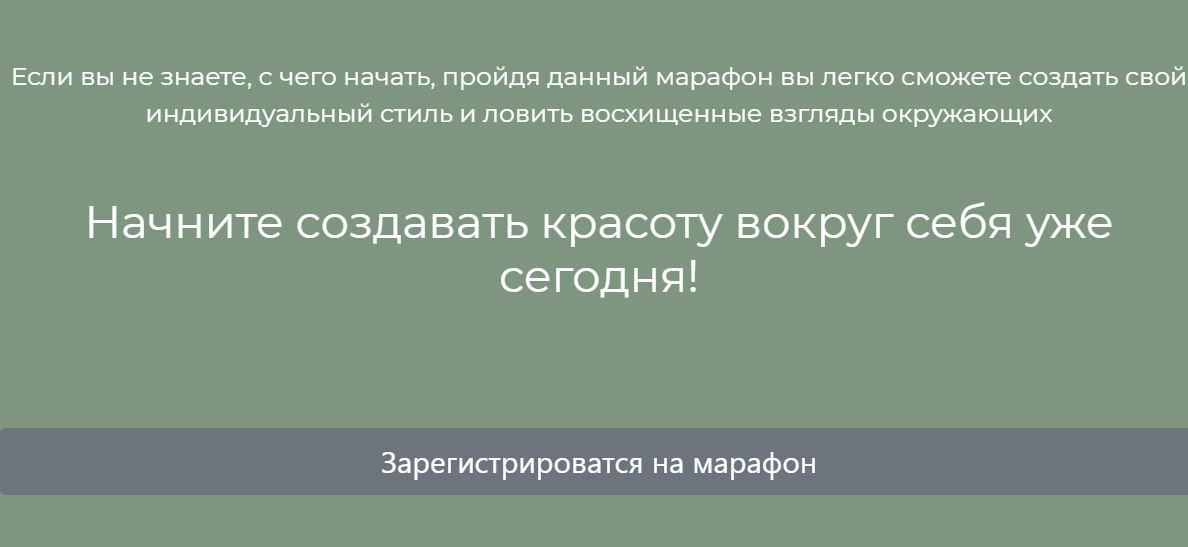 Если вы не знаете, с чего начать, пройдя данный марафон вы легко сможете создать свой
индивидуальный стиль и ловить восхищенные взгляды окружающих
Начните создавать красоту вокруг себя уже
сегодня!
Зарегистрироватся на марафон